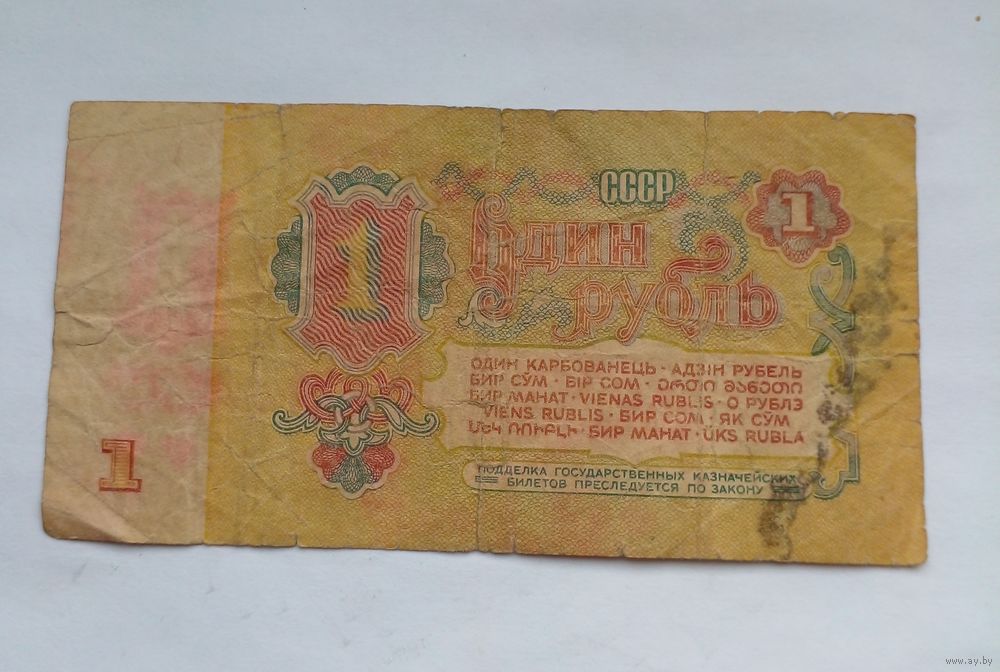 СССР
1
1
Один
рубль
ОДИН КАРБОВАНЕЦЬ · АДЗІН РУБЕЛЬ
БИР СЎМ · БІР СОМ · ᲔᲠᲗᲘ ᲛᲐᲜᲔᲗᲘ
БИР МАНАТ · VIENAS RUBLIS · О РУБЛЭ
VIENS RUBLIS · БИР СОМ · ЯК СӮМ
ՄԵԿ ՌՈՒԲԼԻ · БИР МАНАТ · ÜKS RUBLA
1
ПОДДЕЛКА ГОСУДАРСТВЕННЫХ КАЗНАЧЕЙСКИХ
БИЛЕТОВ ПРЕСЛЕДУЕТСЯ ПО ЗАКОНУ
www.ay.by